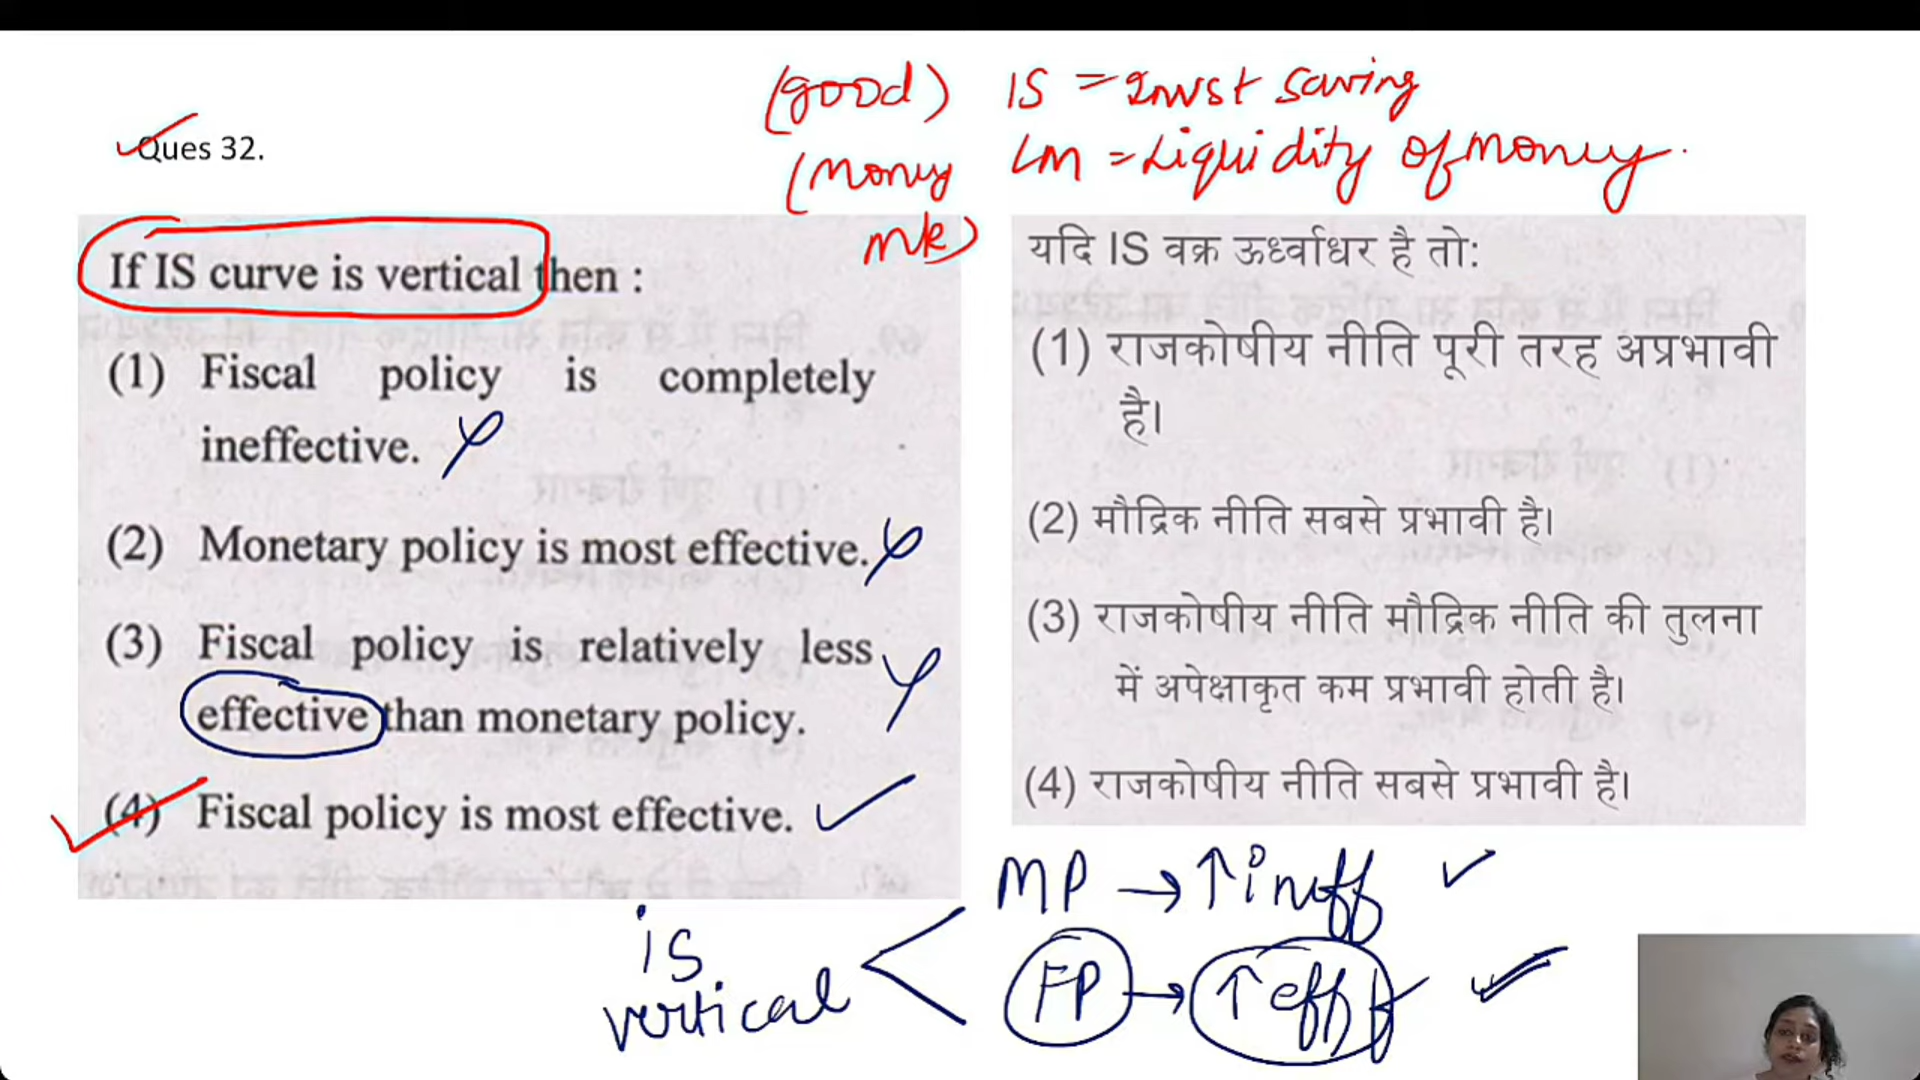 (good) IS = Invst saving
Ques 32.
(Money LM = Liquidity of money.
mk)
If IS curve is vertical then :
(1) Fiscal policy is completely
ineffective.
(2) Monetary policy is most effective.
(3) Fiscal policy is relatively less
effective than monetary policy.
(4) Fiscal policy is most effective.
यदि IS वक्र ऊर्ध्वाधर है तो:
(1) राजकोषीय नीति पूरी तरह अप्रभावी
है।
(2) मौद्रिक नीति सबसे प्रभावी है।
(3) राजकोषीय नीति मौद्रिक नीति की तुलना
में अपेक्षाकृत कम प्रभावी होती है।
(4) राजकोषीय नीति सबसे प्रभावी है।
MP → ↑ ineff
is
vertical
FP → ↑ eff